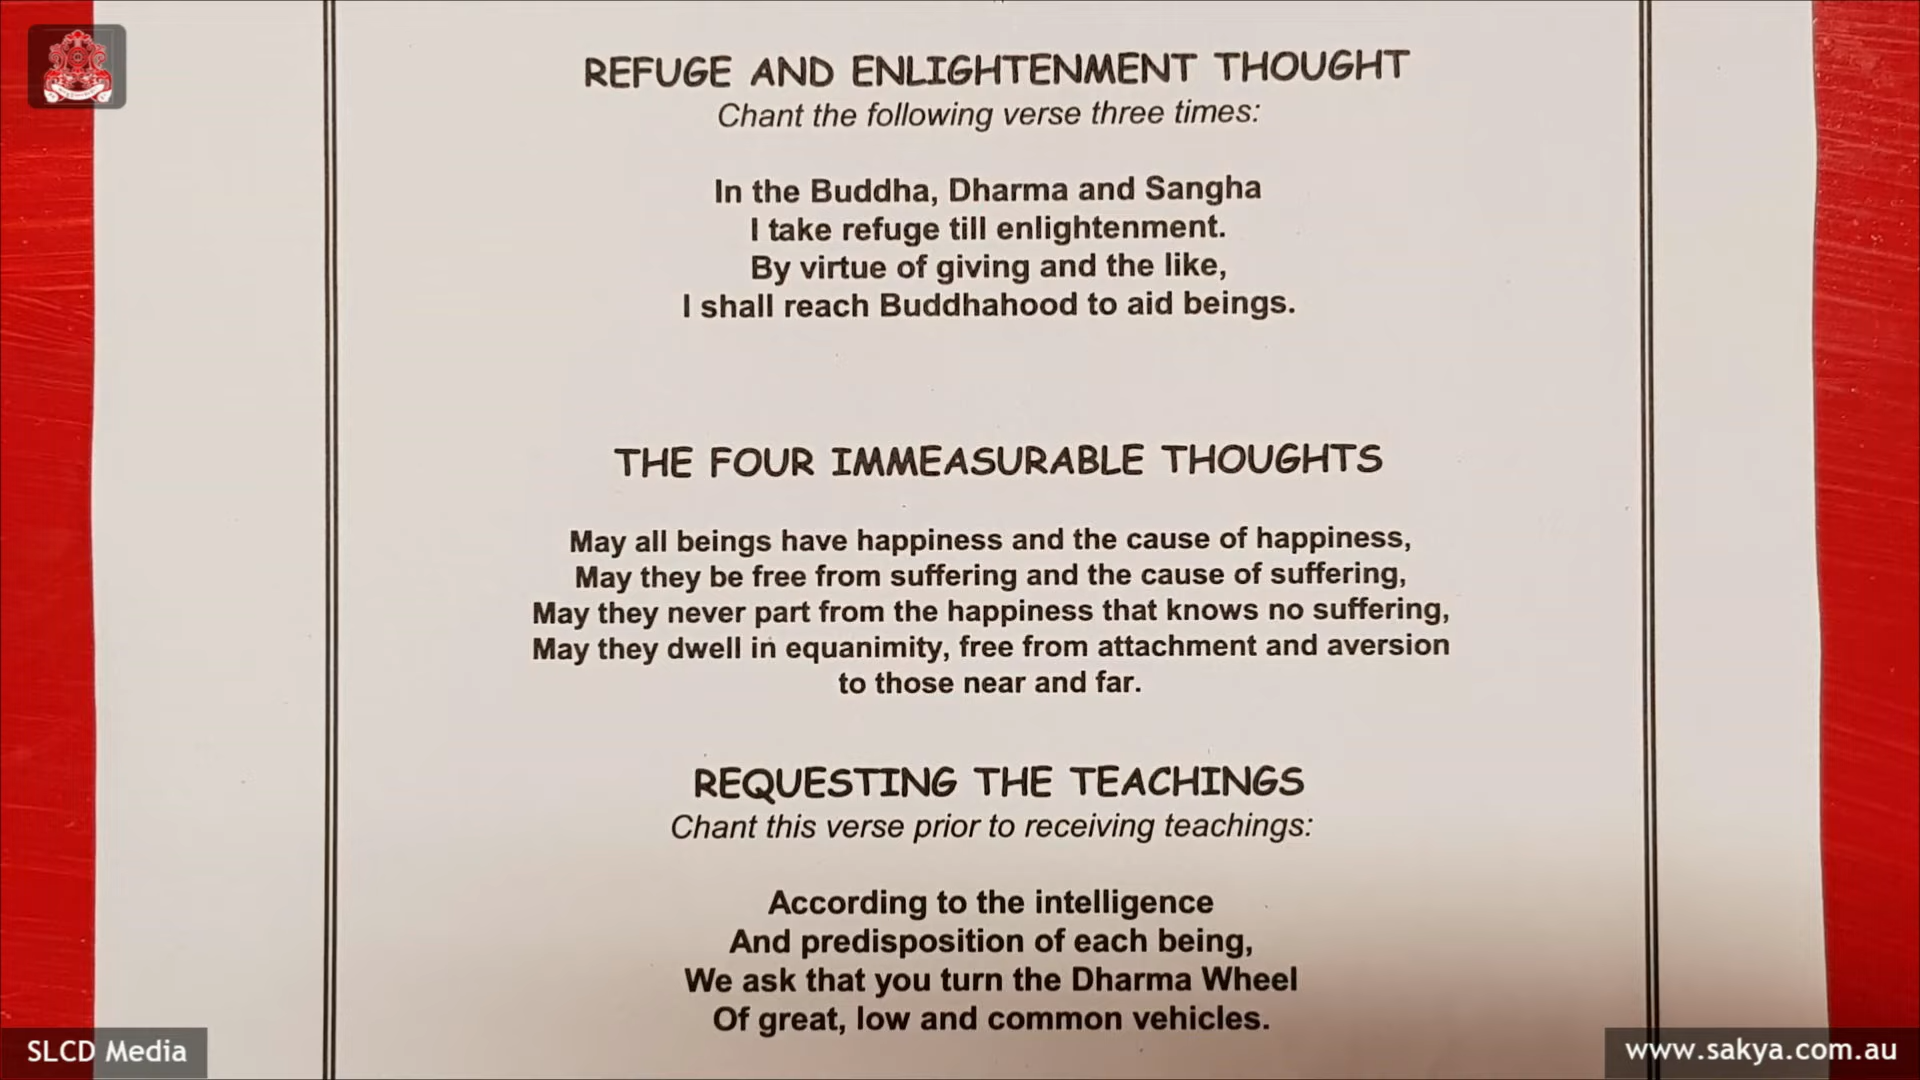 REFUGE AND ENLIGHTENMENT THOUGHT
Chant the following verse three times:
In the Buddha, Dharma and Sangha
I take refuge till enlightenment.
By virtue of giving and the like,
I shall reach Buddhahood to aid beings.
THE FOUR IMMEASURABLE THOUGHTS
May all beings have happiness and the cause of happiness,
May they be free from suffering and the cause of suffering,
May they never part from the happiness that knows no suffering,
May they dwell in equanimity, free from attachment and aversion
to those near and far.
REQUESTING THE TEACHINGS
Chant this verse prior to receiving teachings:
According to the intelligence
And predisposition of each being,
We ask that you turn the Dharma Wheel
Of great, low and common vehicles.
SLCD Media
www.sakya.com.au